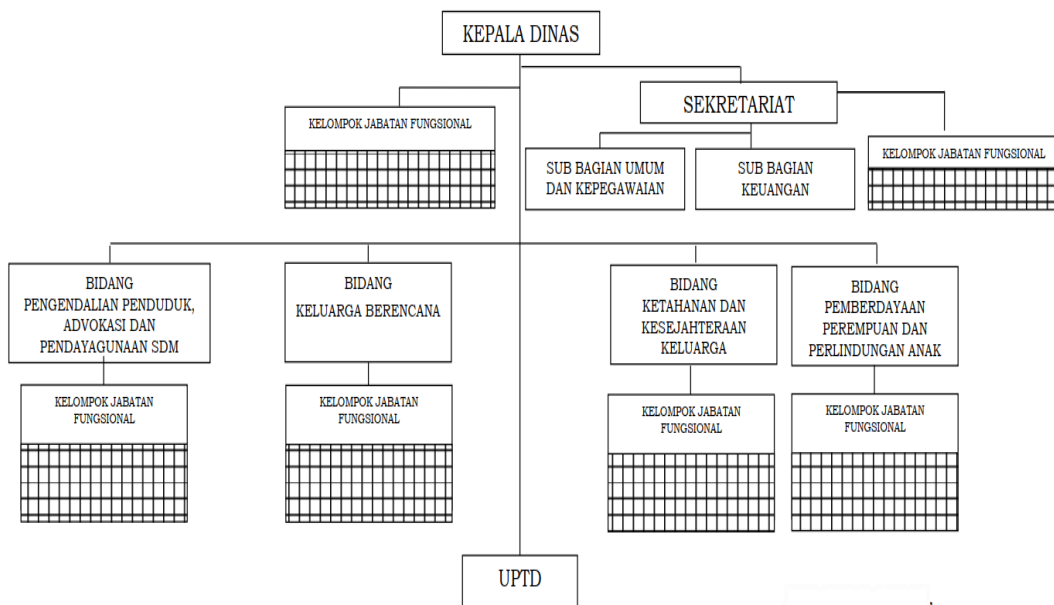 KEPALA DINAS
SEKRETARIAT
KELOMPOK JABATAN FUNGSIONAL
SUB BAGIAN UMUM
DAN KEPEGAWAIAN
SUB BAGIAN
KEUANGAN
KELOMPOK JABATAN FUNGSIONAL
BIDANG
PENGENDALIAN PENDUDUK,
ADVOKASI DAN
PENDAYAGUNAAN SDM
BIDANG
KELUARGA BERENCANA
BIDANG
KETAHANAN DAN
KESEJAHTERAAN
KELUARGA
BIDANG
PEMBERDAYAAN
PEREMPUAN DAN
PERLINDUNGAN ANAK
KELOMPOK JABATAN
FUNGSIONAL
KELOMPOK JABATAN
FUNGSIONAL
KELOMPOK JABATAN
FUNGSIONAL
KELOMPOK JABATAN
FUNGSIONAL
UPTD